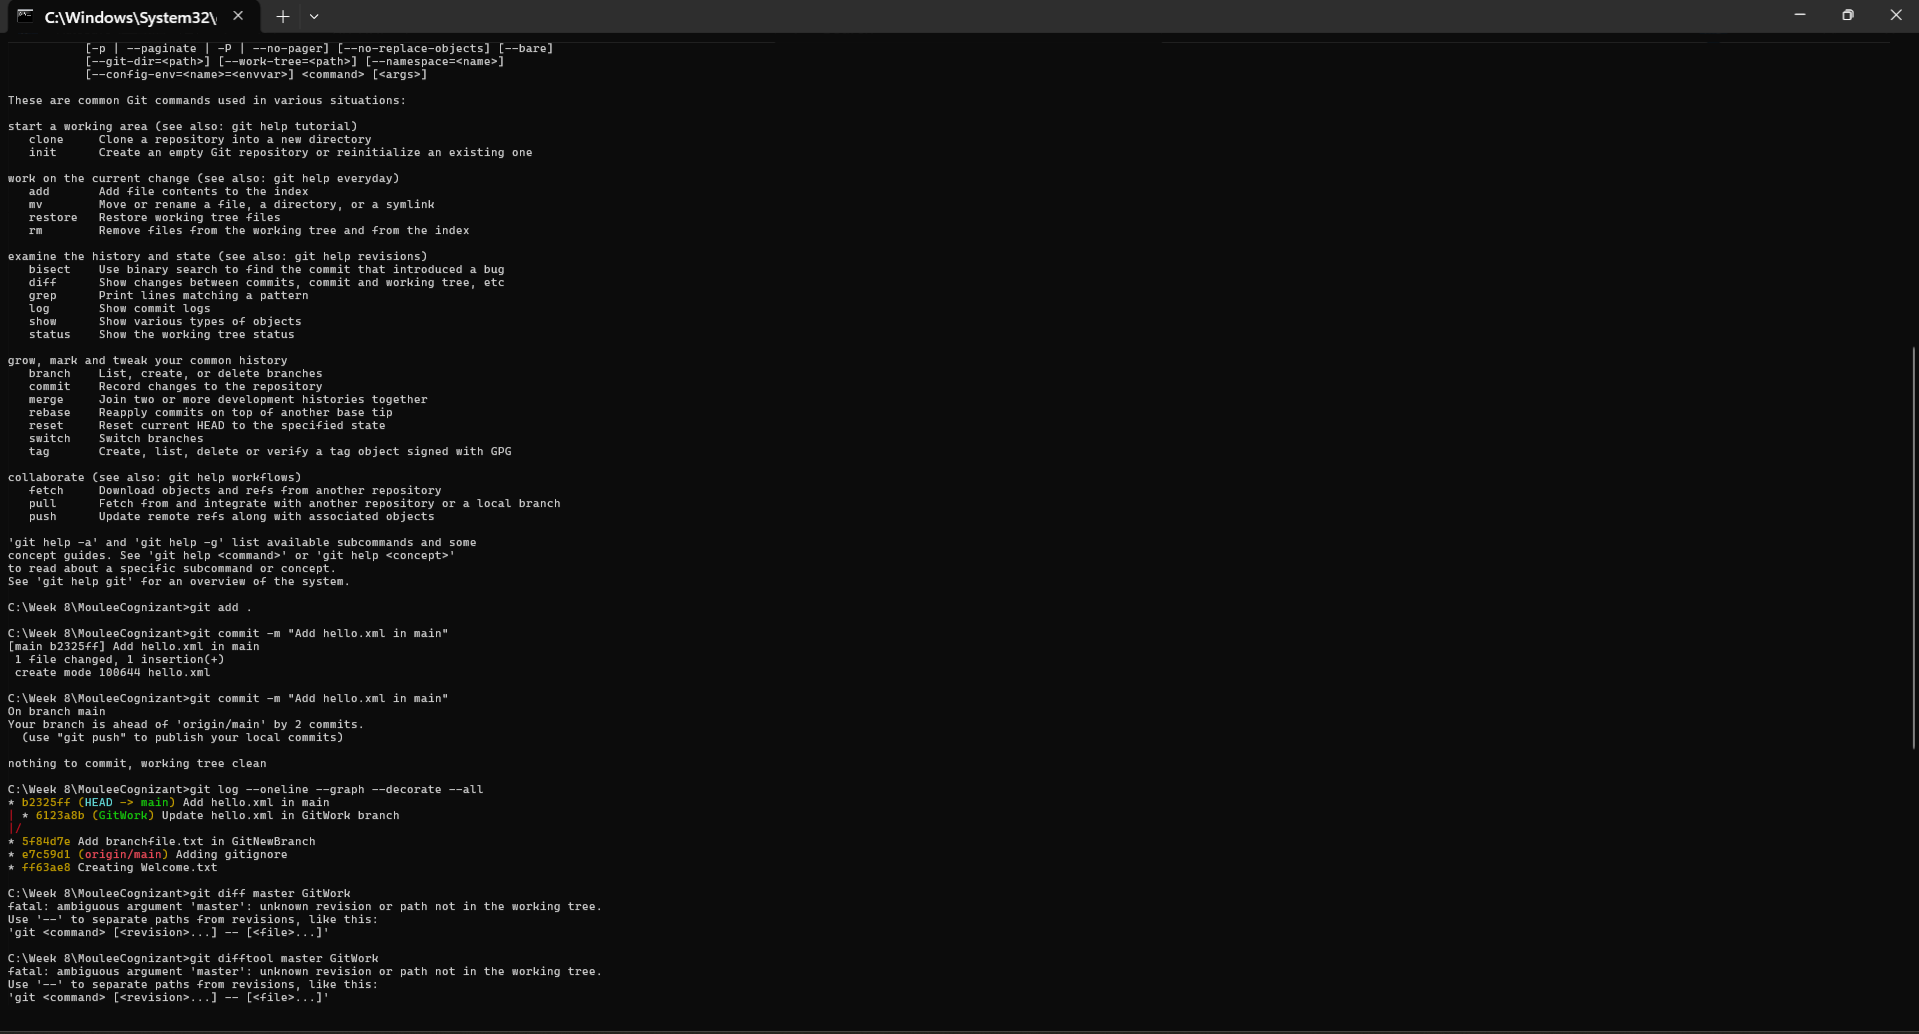 C:\Windows\System32\
[-p | --paginate | -P | --no-pager] [--no-replace-objects] [--bare]
[--git-dir=<path>] [--work-tree=<path>] [--namespace=<name>]
[--config-env=<name>=<envvar>] <command> [<args>]
These are common Git commands used in various situations:
start a working area (see also: git help tutorial)
clone Clone a repository into a new directory
init Create an empty Git repository or reinitialize an existing one
work on the current change (see also: git help everyday)
add Add file contents to the index
mv Move or rename a file, a directory, or a symlink
restore Restore working tree files
rm Remove files from the working tree and from the index
examine the history and state (see also: git help revisions)
bisect Use binary search to find the commit that introduced a bug
diff Show changes between commits, commit and working tree, etc
grep Print lines matching a pattern
log Show commit logs
show Show various types of objects
status Show the working tree status
grow, mark and tweak your common history
branch List, create, or delete branches
commit Record changes to the repository
merge Join two or more development histories together
rebase Reapply commits on top of another base tip
reset Reset current HEAD to the specified state
switch Switch branches
tag Create, list, delete or verify a tag object signed with GPG
collaborate (see also: git help workflows)
fetch Download objects and refs from another repository
pull Fetch from and integrate with another repository or a local branch
push Update remote refs along with associated objects
'git help -a' and 'git help -g' list available subcommands and some
concept guides. See 'git help <command>' or 'git help <concept>'
to read about a specific subcommand or concept.
See 'git help git' for an overview of the system.
C:\Week 8\MouleeCognizant>git add .
C:\Week 8\MouleeCognizant>git commit -m "Add hello.xml in main"
[main b2325ff] Add hello.xml in main
1 file changed, 1 insertion(+)
create mode 100644 hello.xml
C:\Week 8\MouleeCognizant>git commit -m "Add hello.xml in main"
On branch main
Your branch is ahead of 'origin/main' by 2 commits.
(use "git push" to publish your local commits)
nothing to commit, working tree clean
C:\Week 8\MouleeCognizant>git log --oneline --graph --decorate --all
* b2325ff (HEAD -> main) Add hello.xml in main
| * 6123a8b (GitWork) Update hello.xml in GitWork branch
|/
* 5f84d7e Add branchfile.txt in GitNewBranch
* e7c59d1 (origin/main) Adding gitignore
* ff63ae8 Creating Welcome.txt
C:\Week 8\MouleeCognizant>git diff master GitWork
fatal: ambiguous argument 'master': unknown revision or path not in the working tree.
Use '--' to separate paths from revisions, like this:
'git <command> [<revision>...] -- [<file>...]'
C:\Week 8\MouleeCognizant>git difftool master GitWork
fatal: ambiguous argument 'master': unknown revision or path not in the working tree.
Use '--' to separate paths from revisions, like this:
'git <command> [<revision>...] -- [<file>...]'